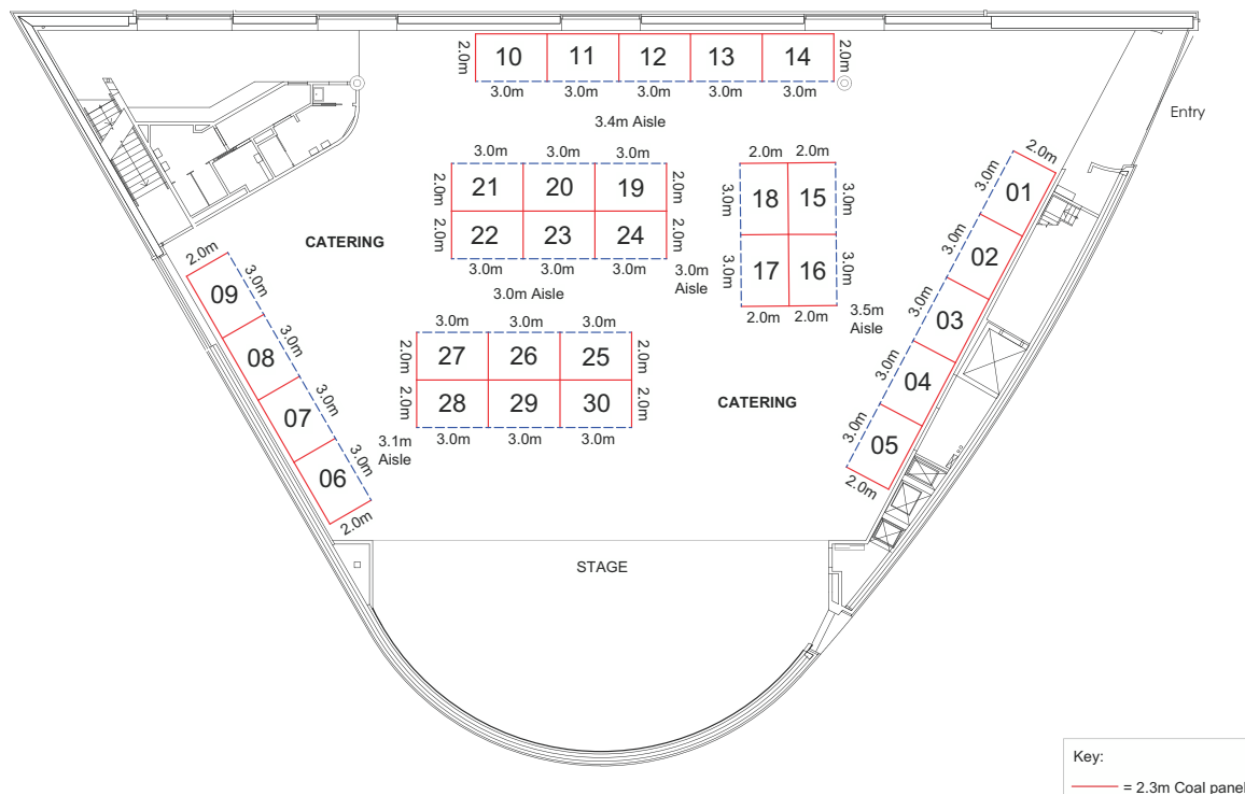 2.0m 10 11 12 13 14 2.0m
3.0m 3.0m 3.0m 3.0m 3.0m
3.4m Aisle
Entry
3.0m 3.0m 3.0m
2.0m 21 20 19 2.0m
2.0m 22 23 24 2.0m
3.0m 3.0m 3.0m
3.0m Aisle
2.0m 2.0m
3.0m 18 15 3.0m
3.0m 17 16 3.0m
2.0m 2.0m
3.0m
Aisle
3.5m
Aisle
2.0m
3.0m 01
3.0m 02
3.0m 03
3.0m 04
3.0m 05
2.0m
CATERING
2.0m
09 3.0m
08 3.0m
07 3.0m
06 3.0m
2.0m
3.0m 3.0m 3.0m
2.0m 27 26 25 2.0m
2.0m 28 29 30 2.0m
3.0m 3.0m 3.0m
3.1m
Aisle
CATERING
STAGE
Key:
= 2.3m Coal panel